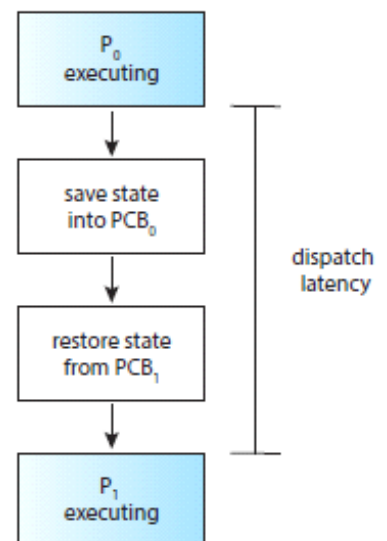 P₀
executing
save state
into PCB₀
restore state
from PCB₁
P₁
executing
dispatch
latency